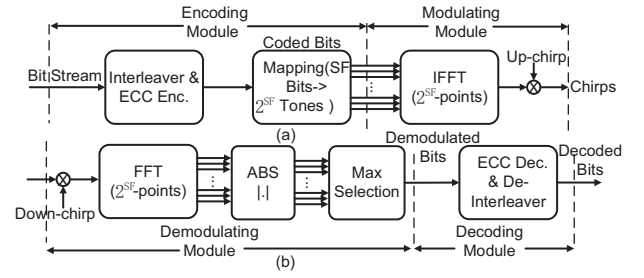 Encoding
Module
Modulating
Module
Bit Stream
Interleaver &
ECC Enc.
Coded Bits
Mapping(SF
Bits->
2^SF Tones )
IFFT
(2^SF-points)
Up-chirp
Chirps
(a)
Demodulated
Bits
Decoded
Bits
Down-chirp
FFT
(2^SF-points)
ABS
|.|
Max
Selection
ECC Dec.
& De-
Interleaver
Demodulating
Module
(b)
Decoding
Module